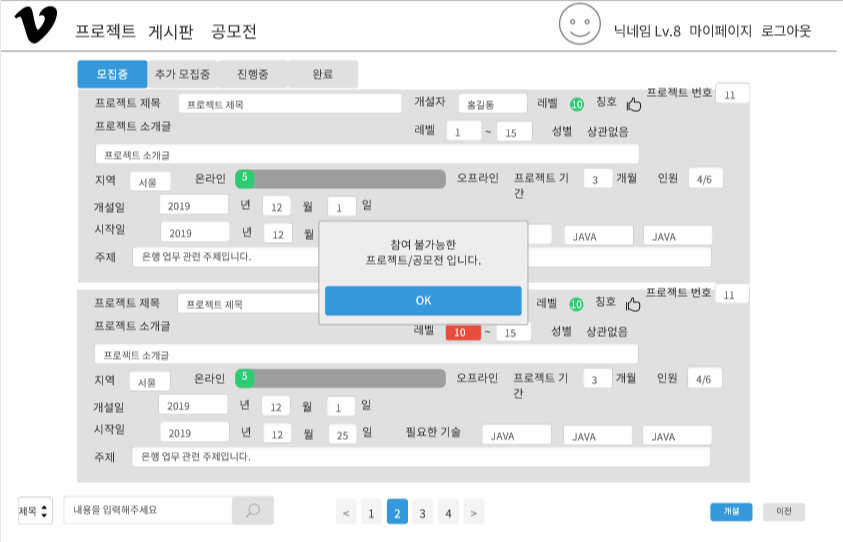 프로젝트 게시판 공모전 닉네임 Lv.8 마이페이지 로그아웃
모집중 추가 모집중 진행중 완료
프로젝트 제목 프로젝트 제목 개설자 홍길동 레벨 10 칭호 프로젝트 번호 11
프로젝트 소개글 레벨 1 ~ 15 성별 상관없음
프로젝트 소개글
지역 서울 온라인 5 오프라인 프로젝트 기간 3 개월 인원 4/6
개설일 2019 년 12 월 1 일
시작일 2019 년 12 월 JAVA JAVA
주제 은행 업무 관련 주제입니다.
참여 불가능한
프로젝트/공모전 입니다.
OK
프로젝트 제목 프로젝트 제목 레벨 10 칭호 프로젝트 번호 11
프로젝트 소개글 레벨 10 ~ 15 성별 상관없음
프로젝트 소개글
지역 서울 온라인 5 오프라인 프로젝트 기간 3 개월 인원 4/6
개설일 2019 년 12 월 1 일
시작일 2019 년 12 월 25 일 필요한 기술 JAVA JAVA JAVA
주제 은행 업무 관련 주제입니다.
제목 내용을 입력해주세요 < 1 2 3 4 > 개설 이전